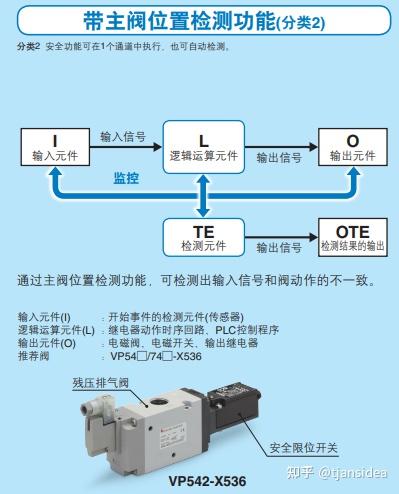 带主阀位置检测功能(分类2)
分类2 安全功能可在1个通道中执行,也可自动检测。
I
输入元件
输入信号
L
逻辑运算元件
输出信号
O
输出元件
监控
TE
检测元件
输出信号
OTE
检测结果的输出
通过主阀位置检测功能,可检测出输入信号和阀动作的不一致。
输入元件(I) :开始事件的检测元件(传感器)
逻辑运算元件(L) :继电器动作时序回路、PLC控制程序
输出元件(O) :电磁阀、电磁开关、输出继电器
推荐阀 :VP54□/74□-X536
残压排气阀
安全限位开关
VP542-X536
知乎 @tjansidea